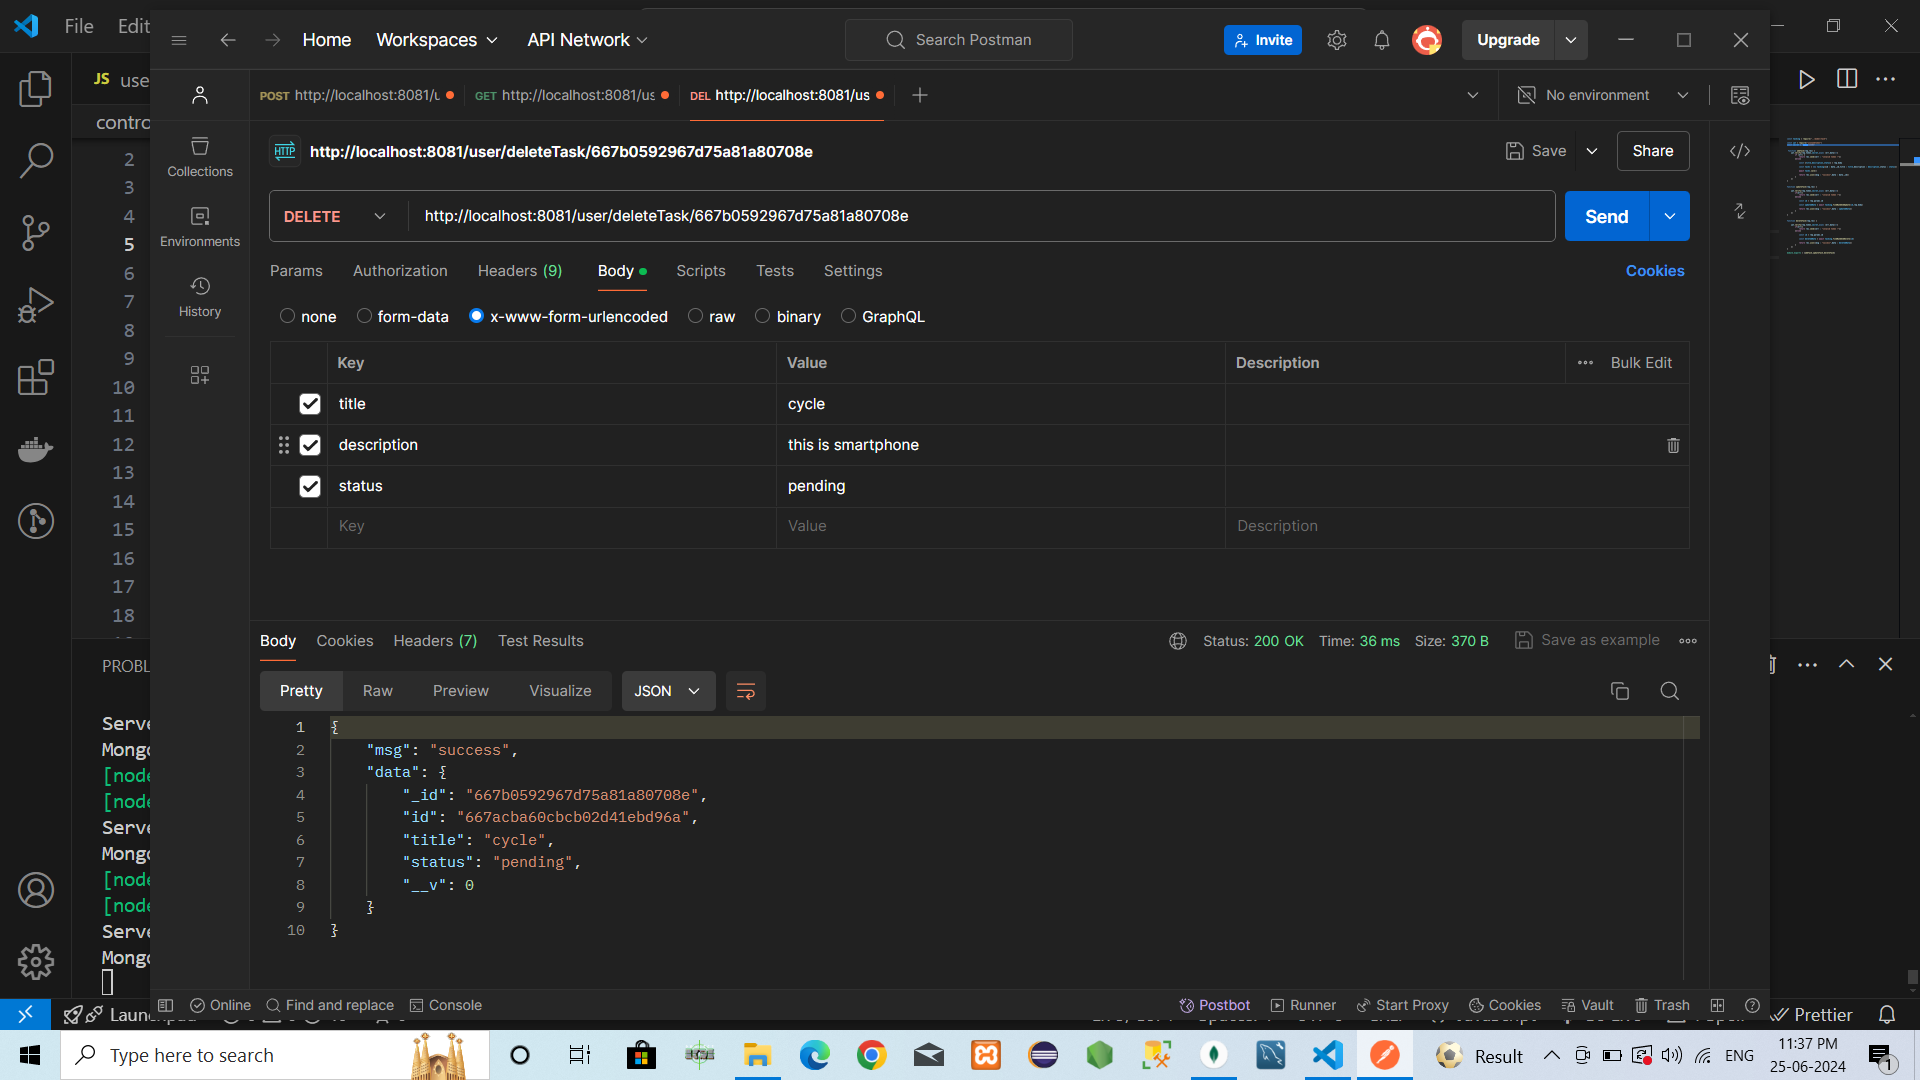 File Edit
Home Workspaces API Network Search Postman Invite Upgrade
JS use
POST http://localhost:8081/u GET http://localhost:8081/us DEL http://localhost:8081/us No environment
contro
HTTP http://localhost:8081/user/deleteTask/667b0592967d75a81a80708e Save Share
DELETE http://localhost:8081/user/deleteTask/667b0592967d75a81a80708e Send
Collections
Environments
History
Params Authorization Headers (9) Body Scripts Tests Settings Cookies
none form-data x-www-form-urlencoded raw binary GraphQL
Key Value Description Bulk Edit
title cycle
description this is smartphone
status pending
Key Value Description
2
3
4
5
6
7
8
9
10
11
12
13
14
15
16
17
18
PROBL
Serve
Mongo
[node
[node
Serve
Mongo
[node
[node
Serve
Mongo
Body Cookies Headers (7) Test Results Status: 200 OK Time: 36 ms Size: 370 B Save as example
Pretty Raw Preview Visualize JSON
1 {
2 "msg": "success",
3 "data": {
4 "_id": "667b0592967d75a81a80708e",
5 "id": "667acba60cbcb02d41ebd96a",
6 "title": "cycle",
7 "status": "pending",
8 "__v": 0
9 }
10 }
Online Find and replace Console Postbot Runner Start Proxy Cookies Vault Trash
Prettier
Type here to search Result ENG 11:37 PM
25-06-2024 1